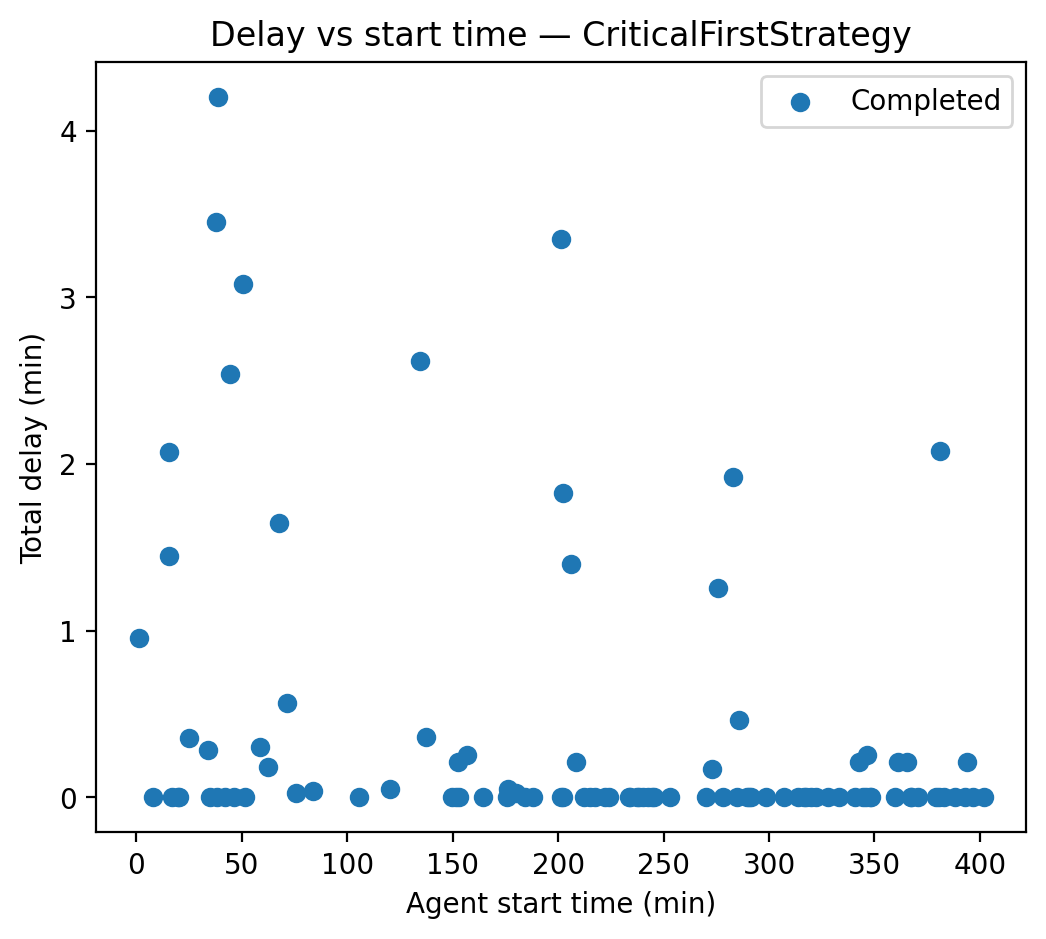 Delay vs start time — CriticalFirstStrategy
Completed
Total delay (min)
4
3
2
1
0
0 50 100 150 200 250 300 350 400
Agent start time (min)